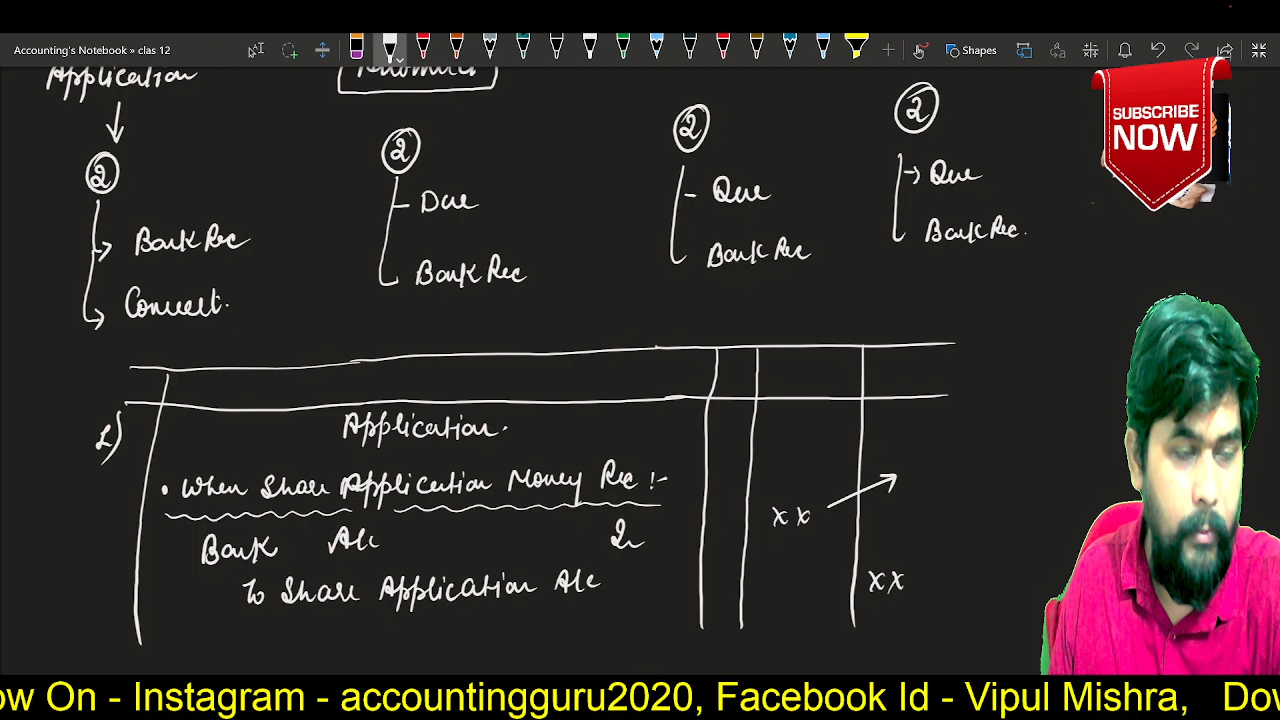 Accounting's Notebook » clas 12
Shapes
SUBSCRIBE
NOW
Application
2
Bank Rec
Convert.
2
Due
Bank Rec
2
Due
Bank Rec
2
Due
Bank Rec.
1)
Application.
• When Share Application Money Rec :-
Bank A/c Dr
xx
To Share Application A/c
xx
ow On - Instagram - accountingguru2020, Facebook Id - Vipul Mishra, Dov